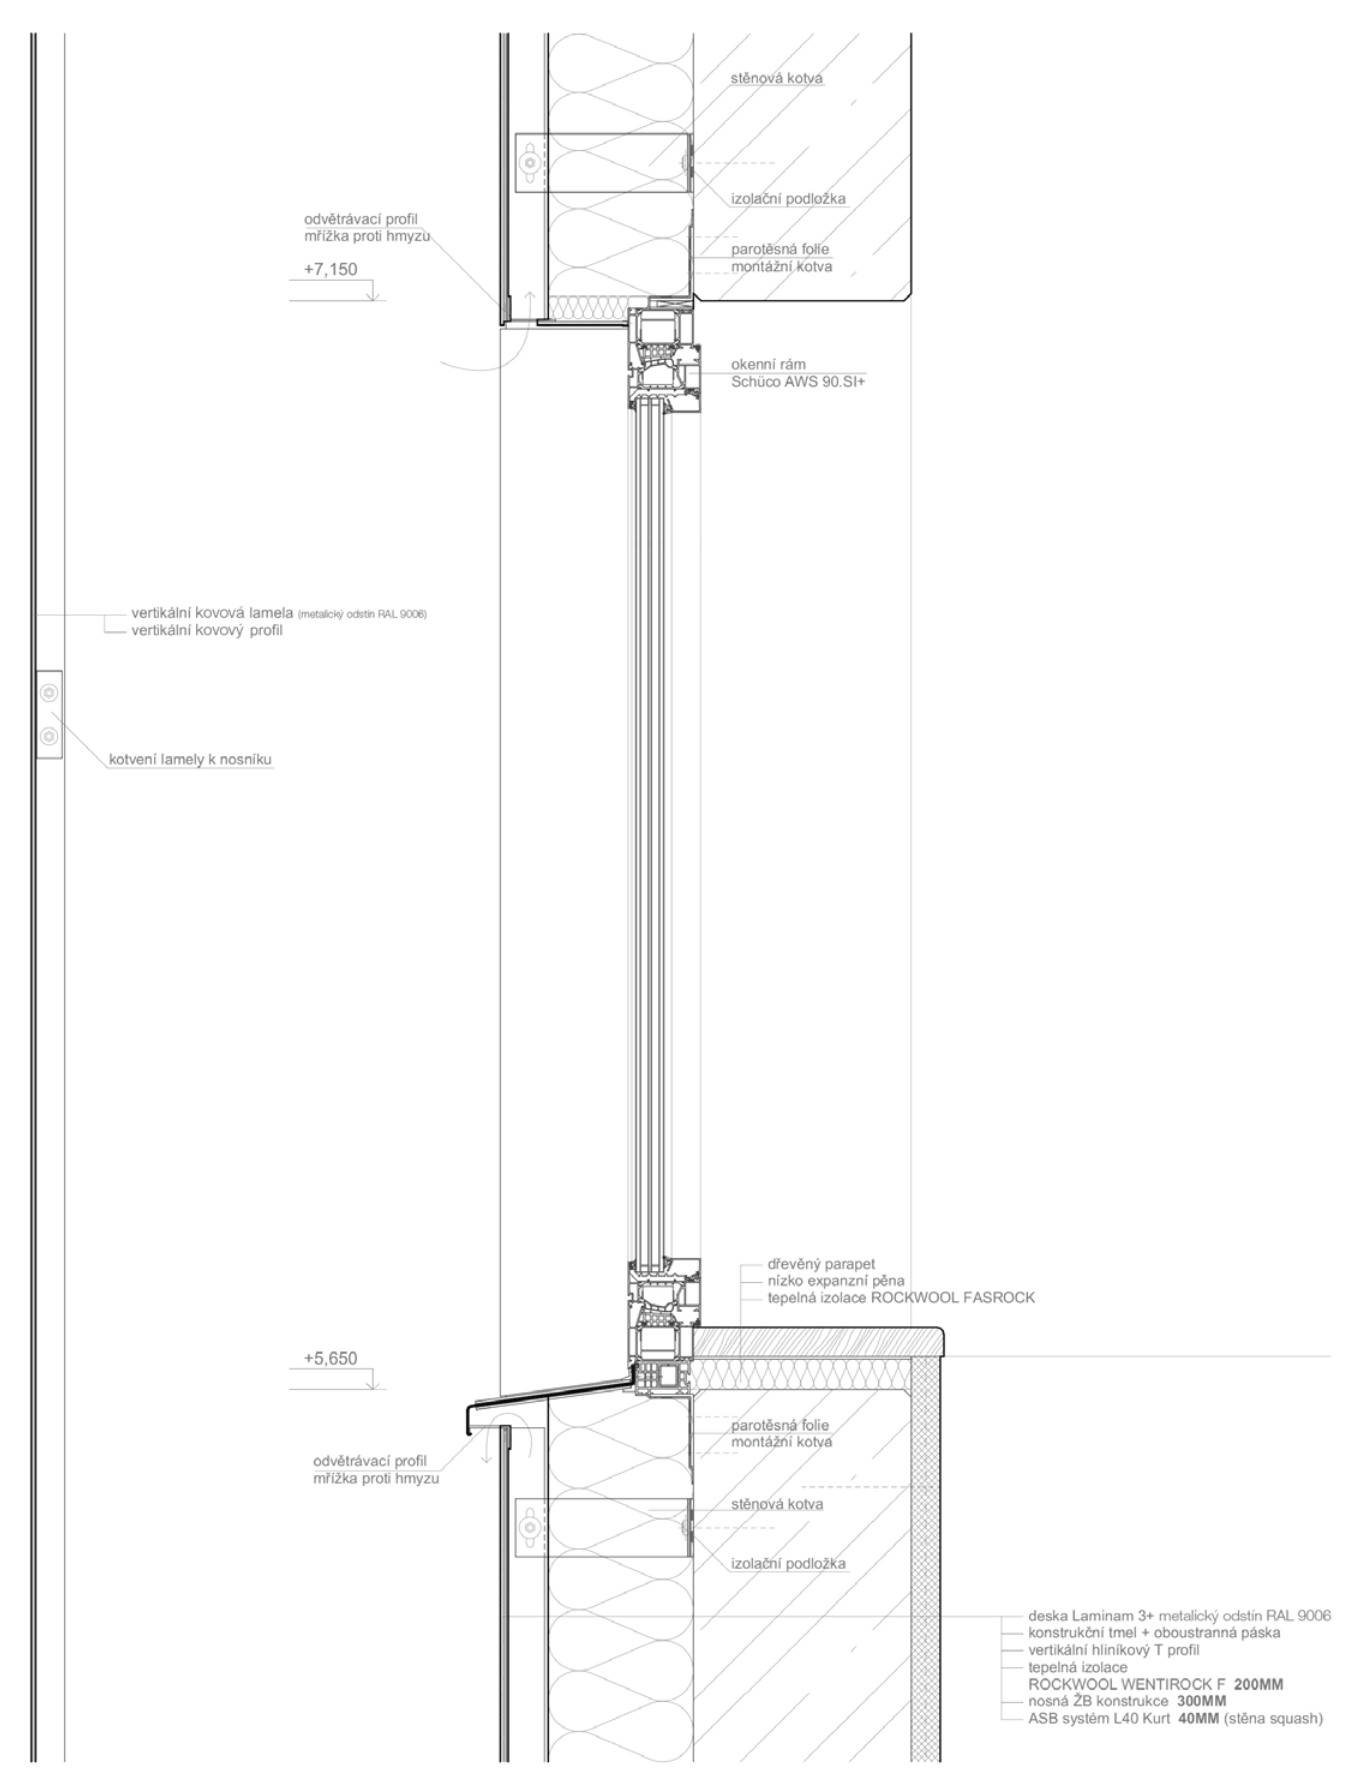 stěnová kotva
izolační podložka
odvětrávací profil
mřížka proti hmyzu
+7,150
parotěsná folie
montážní kotva
okenní rám
Schüco AWS 90.SI+
vertikální kovová lamela (metalický odstín RAL 9006)
vertikální kovový profil
kotvení lamely k nosníku
dřevěný parapet
nízko expanzní pěna
tepelná izolace ROCKWOOL FASROCK
+5,650
parotěsná folie
montážní kotva
odvětrávací profil
mřížka proti hmyzu
stěnová kotva
izolační podložka
deska Laminam 3+ metalický odstín RAL 9006
konstrukční tmel + oboustranná páska
vertikální hliníkový T profil
tepelná izolace
ROCKWOOL WENTIROCK F 200MM
nosná ŽB konstrukce 300MM
ASB systém L40 Kurt 40MM (stěna squash)